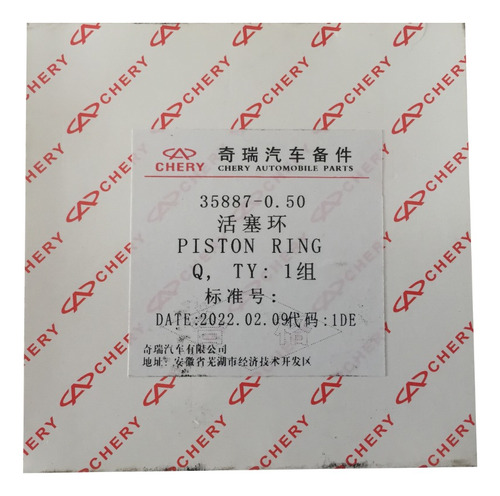 CHERY
奇瑞汽车备件
CHERY AUTOMOBILE PARTS
35887-0.50
活塞环
PISTON RING
Q, TY: 1组
标准号:
DATE:2022.02.09代码:1DE
奇瑞汽车有限公司
地址: 安徽省芜湖市经济技术开发区
CHERY
CHERY
CHERY
CHERY
CHERY
CHERY
CHERY
CHERY
CHERY
CHERY
CHERY
CHERY